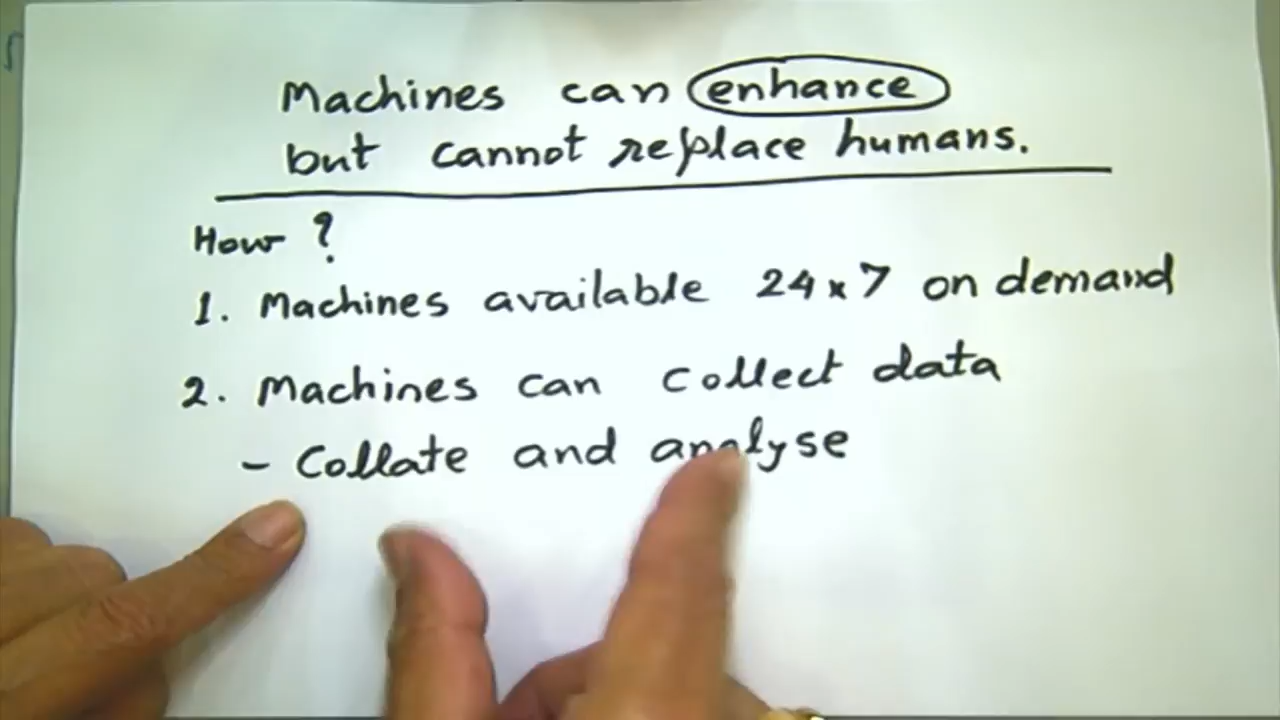 Machines can enhance
but cannot replace humans.
How ?
1. Machines available 24x7 on demand
2. Machines can collect data
- Collate and analyse